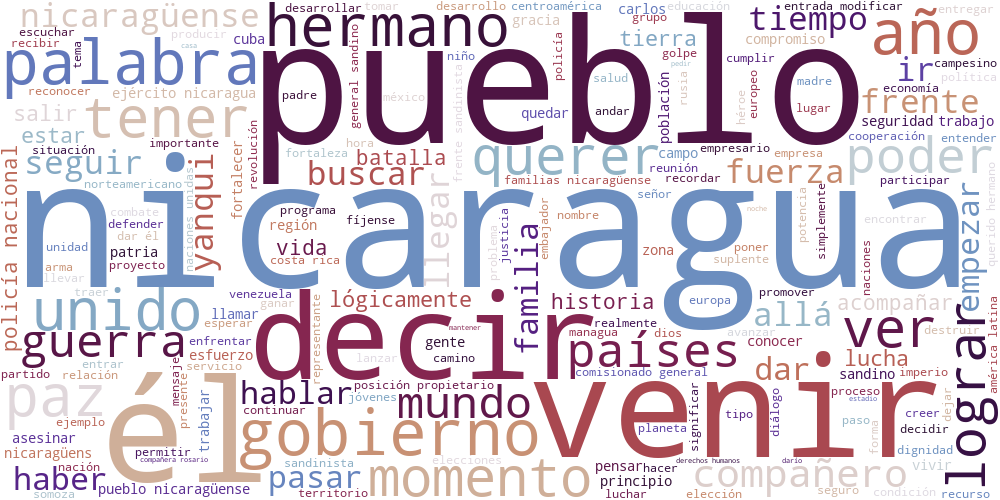 nicaragüense
escuchar
recibir
desarrollar
hermano
tomar
desarrollo
producir
casa
centroamérica
gracia
cuba
carlos
grupo
tierra
educación
golpe
tiempo
compromiso
entrada modificar
entregar
año
palabra
tema
pueblo
reconocer
ejército nicaragua
padre
general sandino
méxico
niño
frente sandinista
policía
salud
pedir
rusia
cumplir
madre
lugar
europeo
héroe
ir
campesino
economía
política
salir
tener
estar
situación
importante
revolución
fortaleza
hora
quedar
andar
población
frente
seguridad
trabajo
cooperación
entender
empresario
empresa
seguir
norteamericano
naciones unidas
yanqui
fortalecer
buscar
batalla
querer
campo
reunión
recordar
fuerza
poder
participar
familias nicaragüense
señor
policía nacional
nicaragua
combate
defender
dar él
patria
proyecto
unidad
arma
llevar
traer
programa
región
fíjense
vida
costa rica
llegar
problema
justicia
familia
embajador
nombre
zona
poner
suplente
noche
potencia
simplemente
encontrar
naciones
empezar
querido hermano
unido
venezuela
ganar
llamar
esperar
decir
lógicamente
historia
europa
promover
allá
acompañar
destruir
lograr
américa latina
guerra
enfrentar
esfuerzo
servicio
representante
gente
camino
mantener
managua
realmente
dios
países
avanzar
conocer
ver
lucha
sandino
imperio
partido
relación
entrar
mensaje
presente
lanzar
posición propietario
jóvenes
comisionado general
venir
dar
proceso
estadio
paz
él
hablar
continuar
mundo
planeta
significar
tipo
diálogo
paso
forma
creer
decidir
dejar
ejemplo
asesinar
nicaragüens
permitir
compañera rosario
trabajar
gobierno
dignidad
vivir
haber
nación
somoza
pueblo nicaragüense
sandinista
pasar
territorio
elecciones
momento
pensar
hacer
principio
luchar
derechos humanos
compañero
elección
darío
seguro
condición
recurso